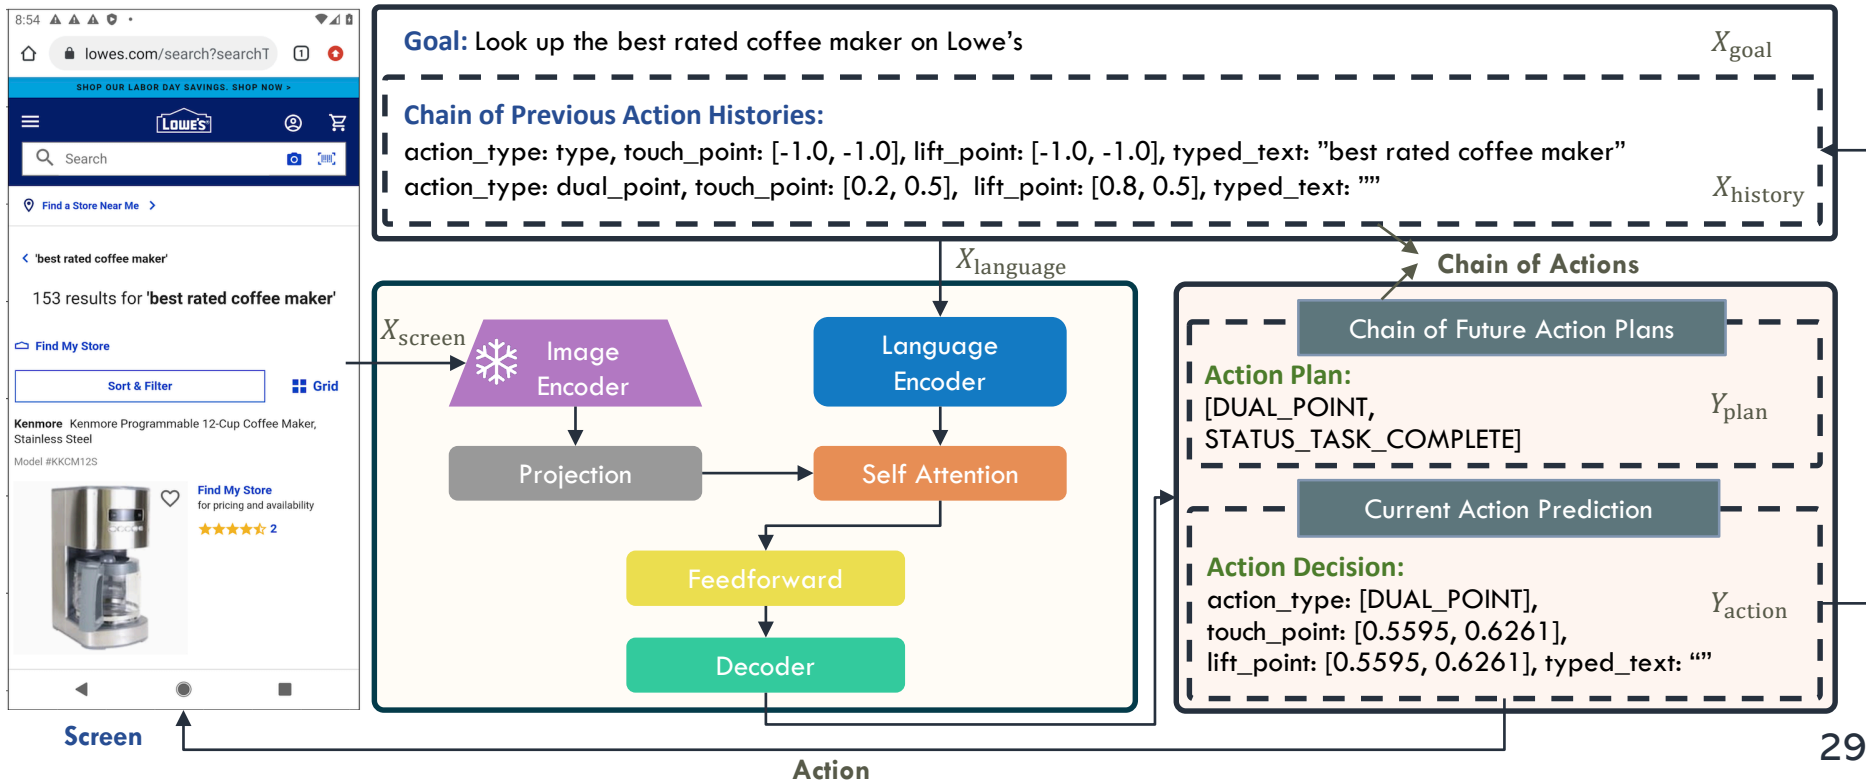 8:54
lowes.com/search?searchT
1
SHOP OUR LABOR DAY SAVINGS. SHOP NOW >
LOWE'S
Search
Find a Store Near Me >
< 'best rated coffee maker'
153 results for 'best rated coffee maker'
Find My Store
Sort & Filter
Grid
Kenmore Kenmore Programmable 12-Cup Coffee Maker,
Stainless Steel
Model #KKCM12S
Find My Store
for pricing and availability
2
Screen
Goal: Look up the best rated coffee maker on Lowe's
X_goal
Chain of Previous Action Histories:
action_type: type, touch_point: [-1.0, -1.0], lift_point: [-1.0, -1.0], typed_text: ”best rated coffee maker”
action_type: dual_point, touch_point: [0.2, 0.5], lift_point: [0.8, 0.5], typed_text: ””
X_history
X_language
Chain of Actions
X_screen
Image
Encoder
Language
Encoder
Projection
Self Attention
Feedforward
Decoder
Chain of Future Action Plans
Action Plan:
[DUAL_POINT,
STATUS_TASK_COMPLETE]
Y_plan
Current Action Prediction
Action Decision:
action_type: [DUAL_POINT],
touch_point: [0.5595, 0.6261],
lift_point: [0.5595, 0.6261], typed_text: “”
Y_action
Action
29